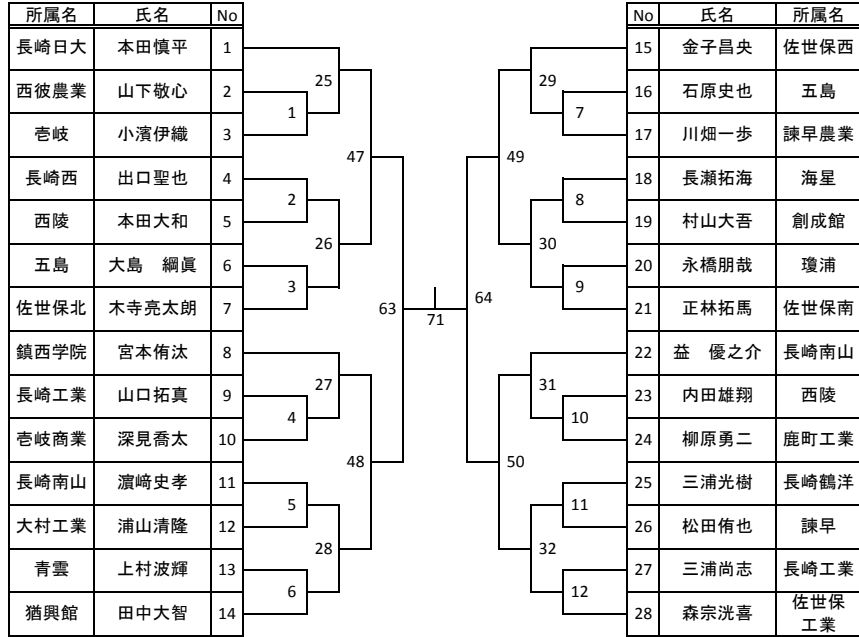 所属名 氏名 No
長崎日大 本田慎平 1
西彼農業 山下敬心 2
壱岐 小濱伊織 3
長崎西 出口聖也 4
西陵 本田大和 5
五島 大島　綱眞 6
佐世保北 木寺亮太朗 7
鎮西学院 宮本侑汰 8
長崎工業 山口拓真 9
壱岐商業 深見喬太 10
長崎南山 濵﨑史孝 11
大村工業 浦山清隆 12
青雲 上村波輝 13
猶興館 田中大智 14
25
1
47
2
26
3
63
27
4
48
5
28
6
71
64
29
7
49
8
30
9
31
10
50
11
32
12
No 氏名 所属名
15 金子昌央 佐世保西
16 石原史也 五島
17 川畑一歩 諫早農業
18 長瀬拓海 海星
19 村山大吾 創成館
20 永橋朋哉 瓊浦
21 正林拓馬 佐世保南
22 益　優之介 長崎南山
23 内田雄翔 西陵
24 柳原勇二 鹿町工業
25 三浦光樹 長崎鶴洋
26 松田侑也 諫早
27 三浦尚志 長崎工業
28 森宗洸喜 佐世保
工業